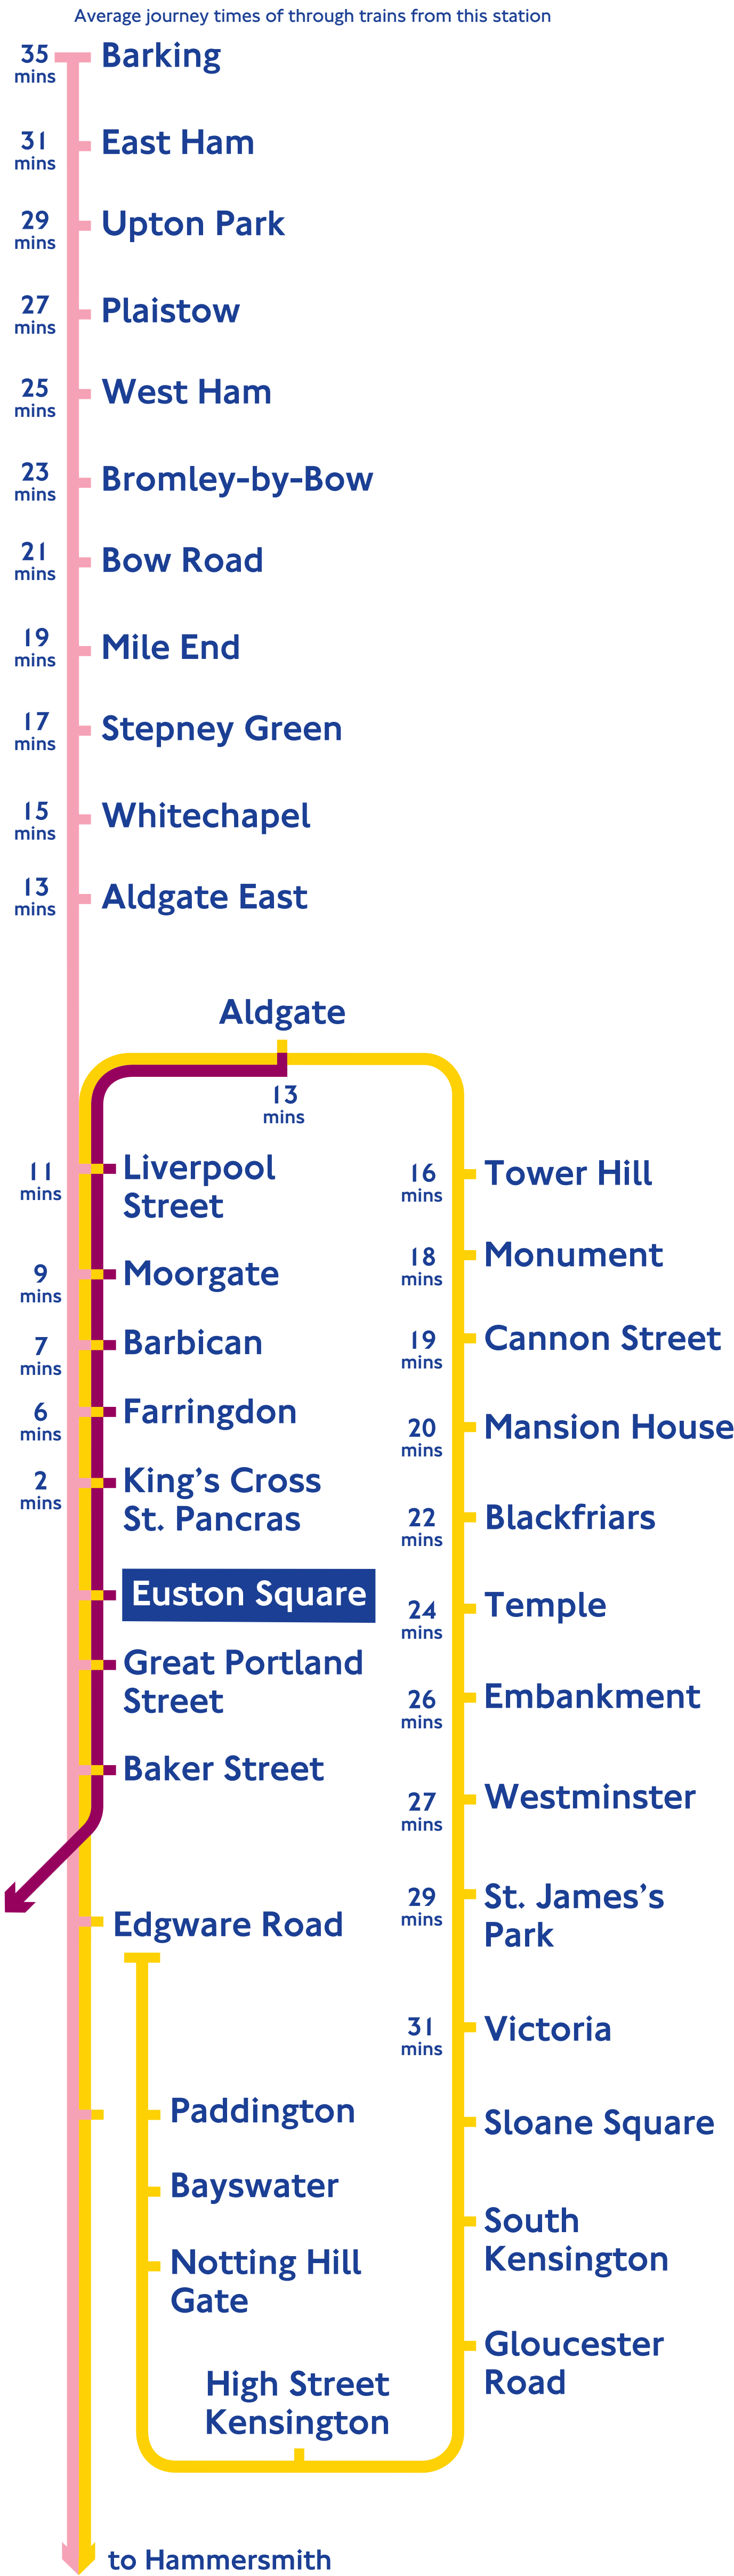 Average journey times of through trains from this station
35
mins
Barking
31
mins
East Ham
29
mins
Upton Park
27
mins
Plaistow
25
mins
West Ham
23
mins
Bromley-by-Bow
21
mins
Bow Road
19
mins
Mile End
17
mins
Stepney Green
15
mins
Whitechapel
13
mins
Aldgate East
Aldgate
13
mins
11
mins
Liverpool
Street
9
mins
Moorgate
7
mins
Barbican
6
mins
Farringdon
2
mins
King's Cross
St. Pancras
Euston Square
Great Portland
Street
Baker Street
Edgware Road
Paddington
Bayswater
Notting Hill
Gate
High Street
Kensington
16
mins
Tower Hill
18
mins
Monument
19
mins
Cannon Street
20
mins
Mansion House
22
mins
Blackfriars
24
mins
Temple
26
mins
Embankment
27
mins
Westminster
29
mins
St. James's
Park
31
mins
Victoria
Sloane Square
South
Kensington
Gloucester
Road
to Hammersmith